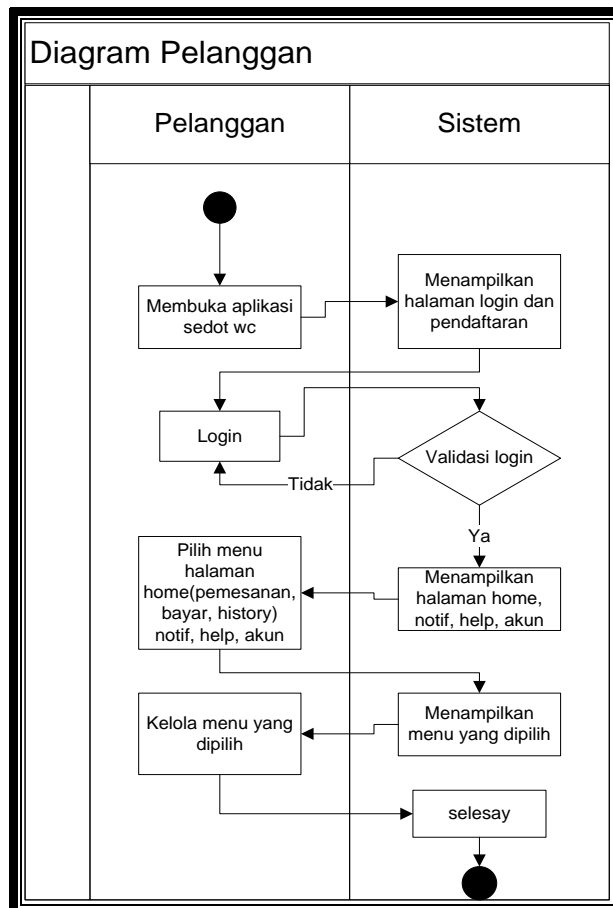 Diagram Pelanggan
Pelanggan
Sistem
Membuka aplikasi
sedot wc
Menampilkan
halaman login dan
pendaftaran
Login
Validasi login
Tidak
Ya
Menampilkan
halaman home,
notif, help, akun
Pilih menu
halaman
home(pemesanan,
bayar, history)
notif, help, akun
Menampilkan
menu yang dipilih
Kelola menu yang
dipilih
selesay